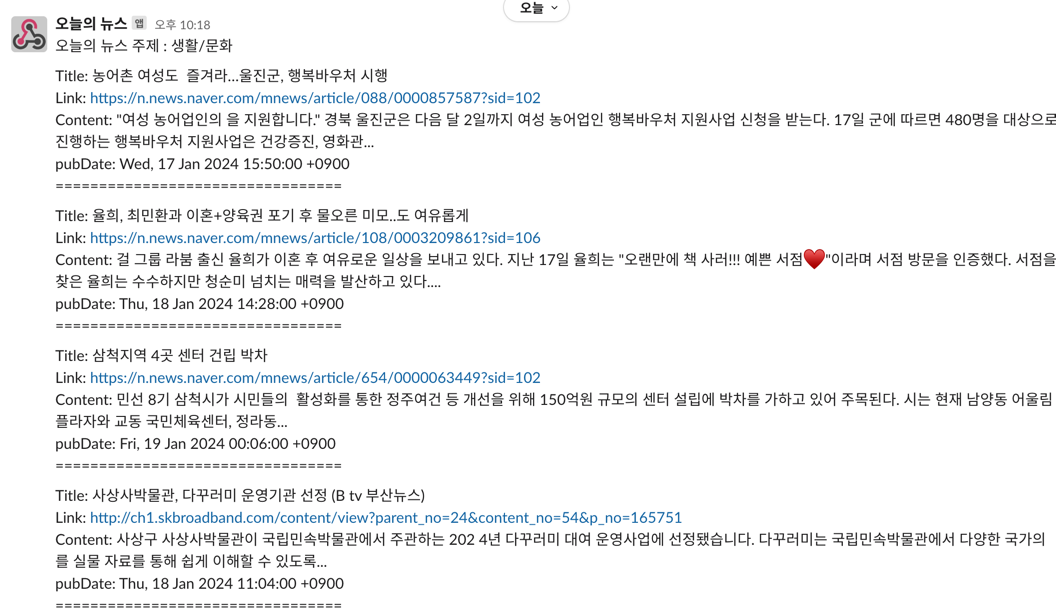 오늘
오늘의 뉴스 앱 오후 10:18
오늘의 뉴스 주제 : 생활/문화
Title: 농어촌 여성도  즐겨라...울진군, 행복바우처 시행
Link: https://n.news.naver.com/mnews/article/088/0000857587?sid=102
Content: "여성 농어업인의 을 지원합니다." 경북 울진군은 다음 달 2일까지 여성 농어업인 행복바우처 지원사업 신청을 받는다. 17일 군에 따르면 480명을 대상으로
진행하는 행복바우처 지원사업은 건강증진, 영화관...
pubDate: Wed, 17 Jan 2024 15:50:00 +0900
=================================
Title: 율희, 최민환과 이혼+양육권 포기 후 물오른 미모..도 여유롭게
Link: https://n.news.naver.com/mnews/article/108/0003209861?sid=106
Content: 걸 그룹 라붐 출신 율희가 이혼 후 여유로운 일상을 보내고 있다. 지난 17일 율희는 "오랜만에 책 사러!!! 예쁜 서점♥️"이라며 서점 방문을 인증했다. 서점을
찾은 율희는 수수하지만 청순미 넘치는 매력을 발산하고 있다....
pubDate: Thu, 18 Jan 2024 14:28:00 +0900
=================================
Title: 삼척지역 4곳 센터 건립 박차
Link: https://n.news.naver.com/mnews/article/654/0000063449?sid=102
Content: 민선 8기 삼척시가 시민들의  활성화를 통한 정주여건 등 개선을 위해 150억원 규모의 센터 설립에 박차를 가하고 있어 주목된다. 시는 현재 남양동 어울림
플라자와 교동 국민체육센터, 정라동...
pubDate: Fri, 19 Jan 2024 00:06:00 +0900
=================================
Title: 사상사박물관, 다꾸러미 운영기관 선정 (B tv 부산뉴스)
Link: http://ch1.skbroadband.com/content/view?parent_no=24&content_no=54&p_no=165751
Content: 사상구 사상사박물관이 국립민속박물관에서 주관하는 202 4년 다꾸러미 대여 운영사업에 선정됐습니다. 다꾸러미는 국립민속박물관에서 다양한 국가의
를 실물 자료를 통해 쉽게 이해할 수 있도록...
pubDate: Thu, 18 Jan 2024 11:04:00 +0900
=================================